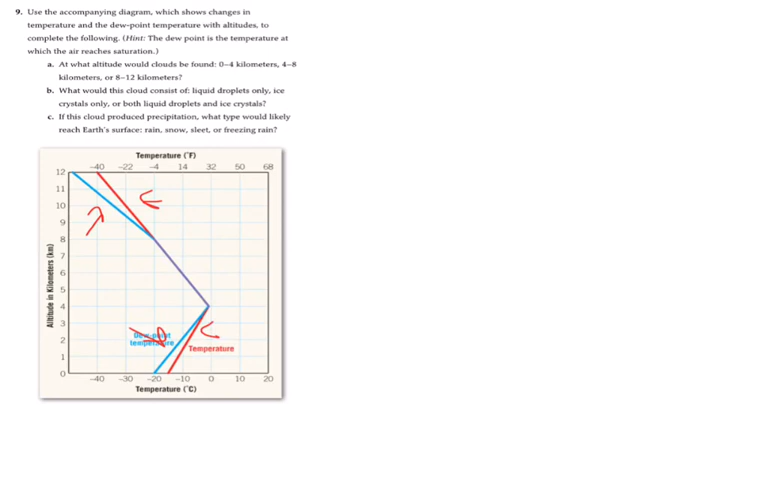 9. Use the accompanying diagram, which shows changes in
temperature and the dew-point temperature with altitudes, to
complete the following. (Hint: The dew point is the temperature at
which the air reaches saturation.)
a. At what altitude would clouds be found: 0–4 kilometers, 4–8
kilometers, or 8–12 kilometers?
b. What would this cloud consist of: liquid droplets only, ice
crystals only, or both liquid droplets and ice crystals?
c. If this cloud produced precipitation, what type would likely
reach Earth's surface: rain, snow, sleet, or freezing rain?
Temperature (°F)
-40 -22 -4 14 32 50 68
12
11
10
9
8
7
6
5
4
3
2
1
0
Altitude in Kilometers (km)
Dew-point
temperature
Temperature
-40 -30 -20 -10 0 10 20
Temperature (°C)